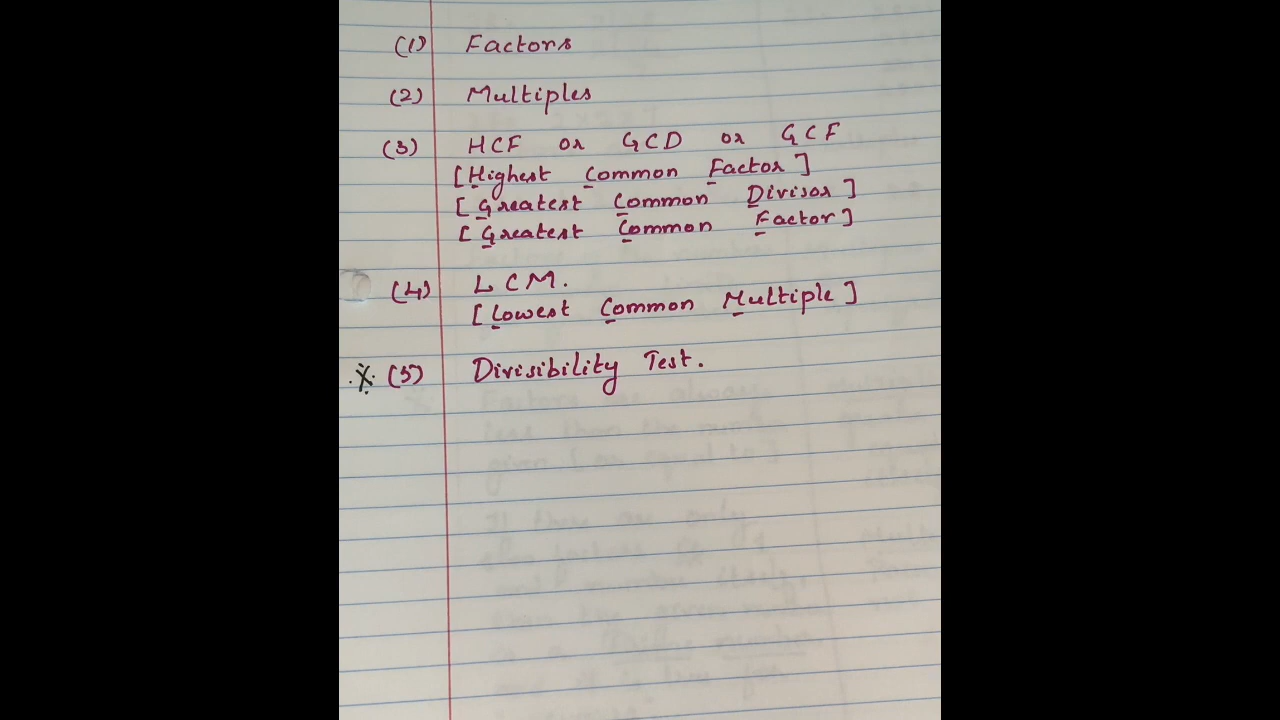 (1) Factors
(2) Multiples
(3) HCF or GCD or GCF
[Highest Common Factor]
[Greatest Common Divisor]
[Greatest Common Factor]
(4) LCM.
[Lowest Common Multiple]
(5) Divisibility Test.